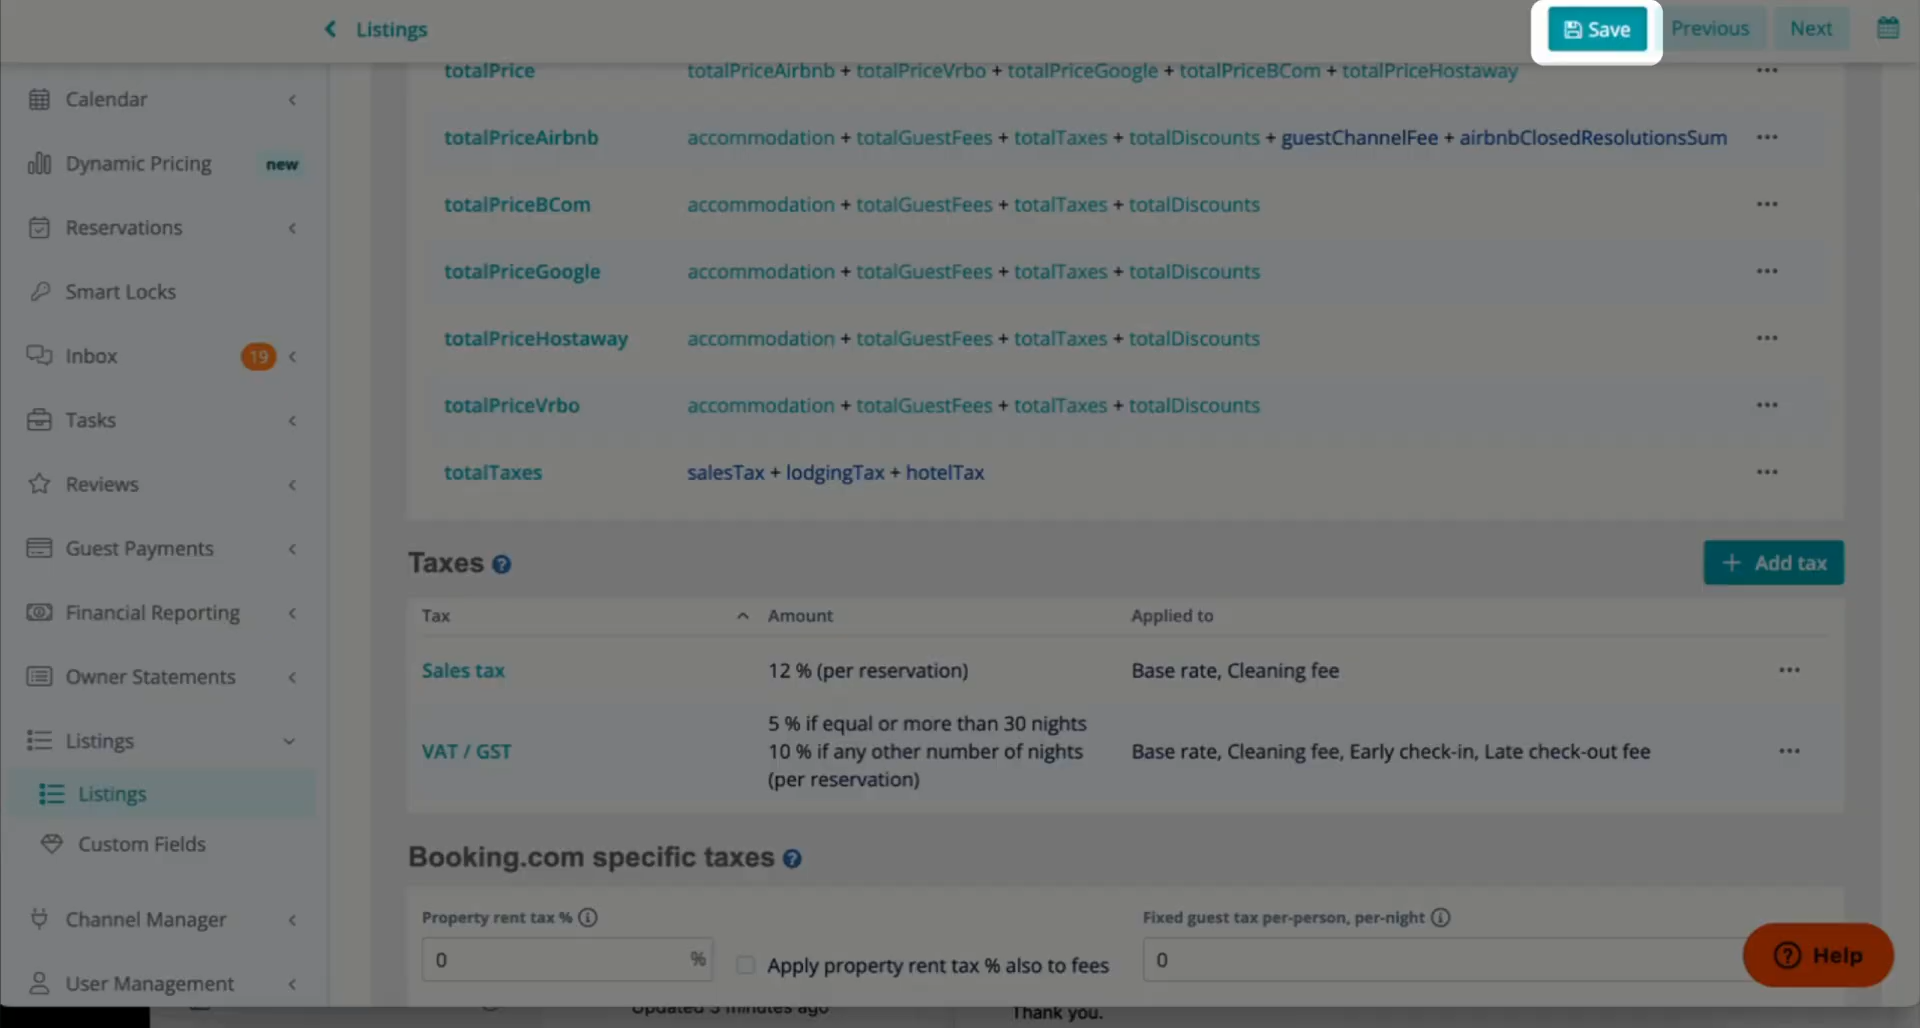 Listings
Save
Previous
Next
totalPrice totalPriceAirbnb + totalPriceVrbo + totalPriceGoogle + totalPriceBCom + totalPriceHostaway ...
Calendar
totalPriceAirbnb accommodation + totalGuestFees + totalTaxes + totalDiscounts + guestChannelFee + airbnbClosedResolutionsSum ...
Dynamic Pricing new
totalPriceBCom accommodation + totalGuestFees + totalTaxes + totalDiscounts ...
Reservations
totalPriceGoogle accommodation + totalGuestFees + totalTaxes + totalDiscounts ...
Smart Locks
totalPriceHostaway accommodation + totalGuestFees + totalTaxes + totalDiscounts ...
Inbox 19
totalPriceVrbo accommodation + totalGuestFees + totalTaxes + totalDiscounts ...
Tasks
totalTaxes salesTax + lodgingTax + hotelTax ...
Reviews
Guest Payments
Taxes ?
+ Add tax
Financial Reporting
Tax Amount Applied to
Owner Statements
Sales tax 12 % (per reservation) Base rate, Cleaning fee ...
Listings
VAT / GST
5 % if equal or more than 30 nights
10 % if any other number of nights
(per reservation)
Base rate, Cleaning fee, Early check-in, Late check-out fee ...
Listings
Custom Fields
Booking.com specific taxes ?
Channel Manager
Property rent tax % Fixed guest tax per-person, per-night
0 % Apply property rent tax % also to fees 0
? Help
User Management
Updated 3 minutes ago
Thank you.